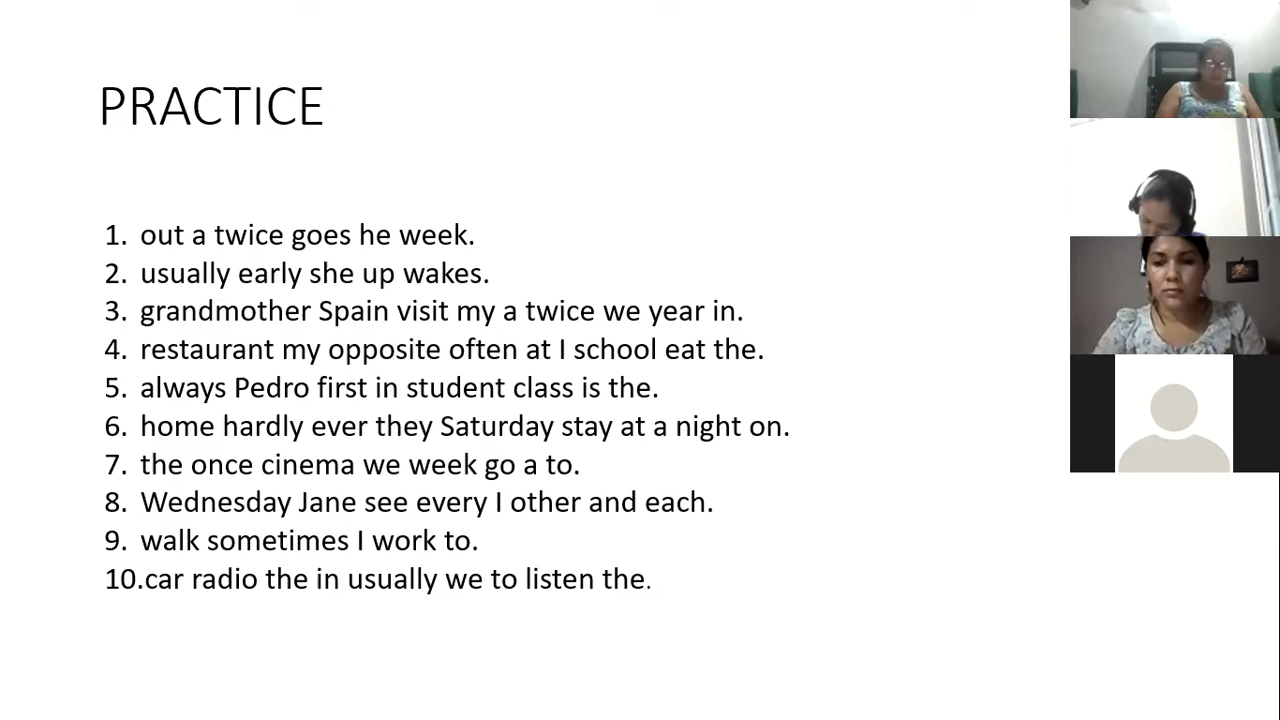 PRACTICE
1. out a twice goes he week.
2. usually early she up wakes.
3. grandmother Spain visit my a twice we year in.
4. restaurant my opposite often at I school eat the.
5. always Pedro first in student class is the.
6. home hardly ever they Saturday stay at a night on.
7. the once cinema we week go a to.
8. Wednesday Jane see every I other and each.
9. walk sometimes I work to.
10.car radio the in usually we to listen the.